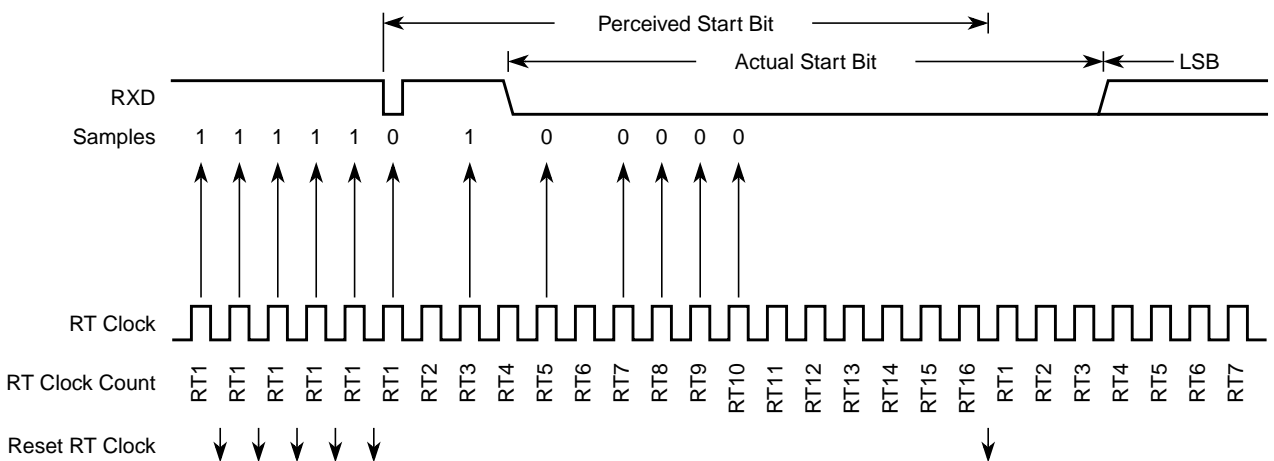 Perceived Start Bit
Actual Start Bit
LSB
RXD
Samples 1 1 1 1 1 0 1 0 0 0 0 0
RT Clock
RT Clock Count RT1 RT1 RT1 RT1 RT1 RT1 RT2 RT3 RT4 RT5 RT6 RT7 RT8 RT9 RT10 RT11 RT12 RT13 RT14 RT15 RT16 RT1 RT2 RT3 RT4 RT5 RT6 RT7
Reset RT Clock